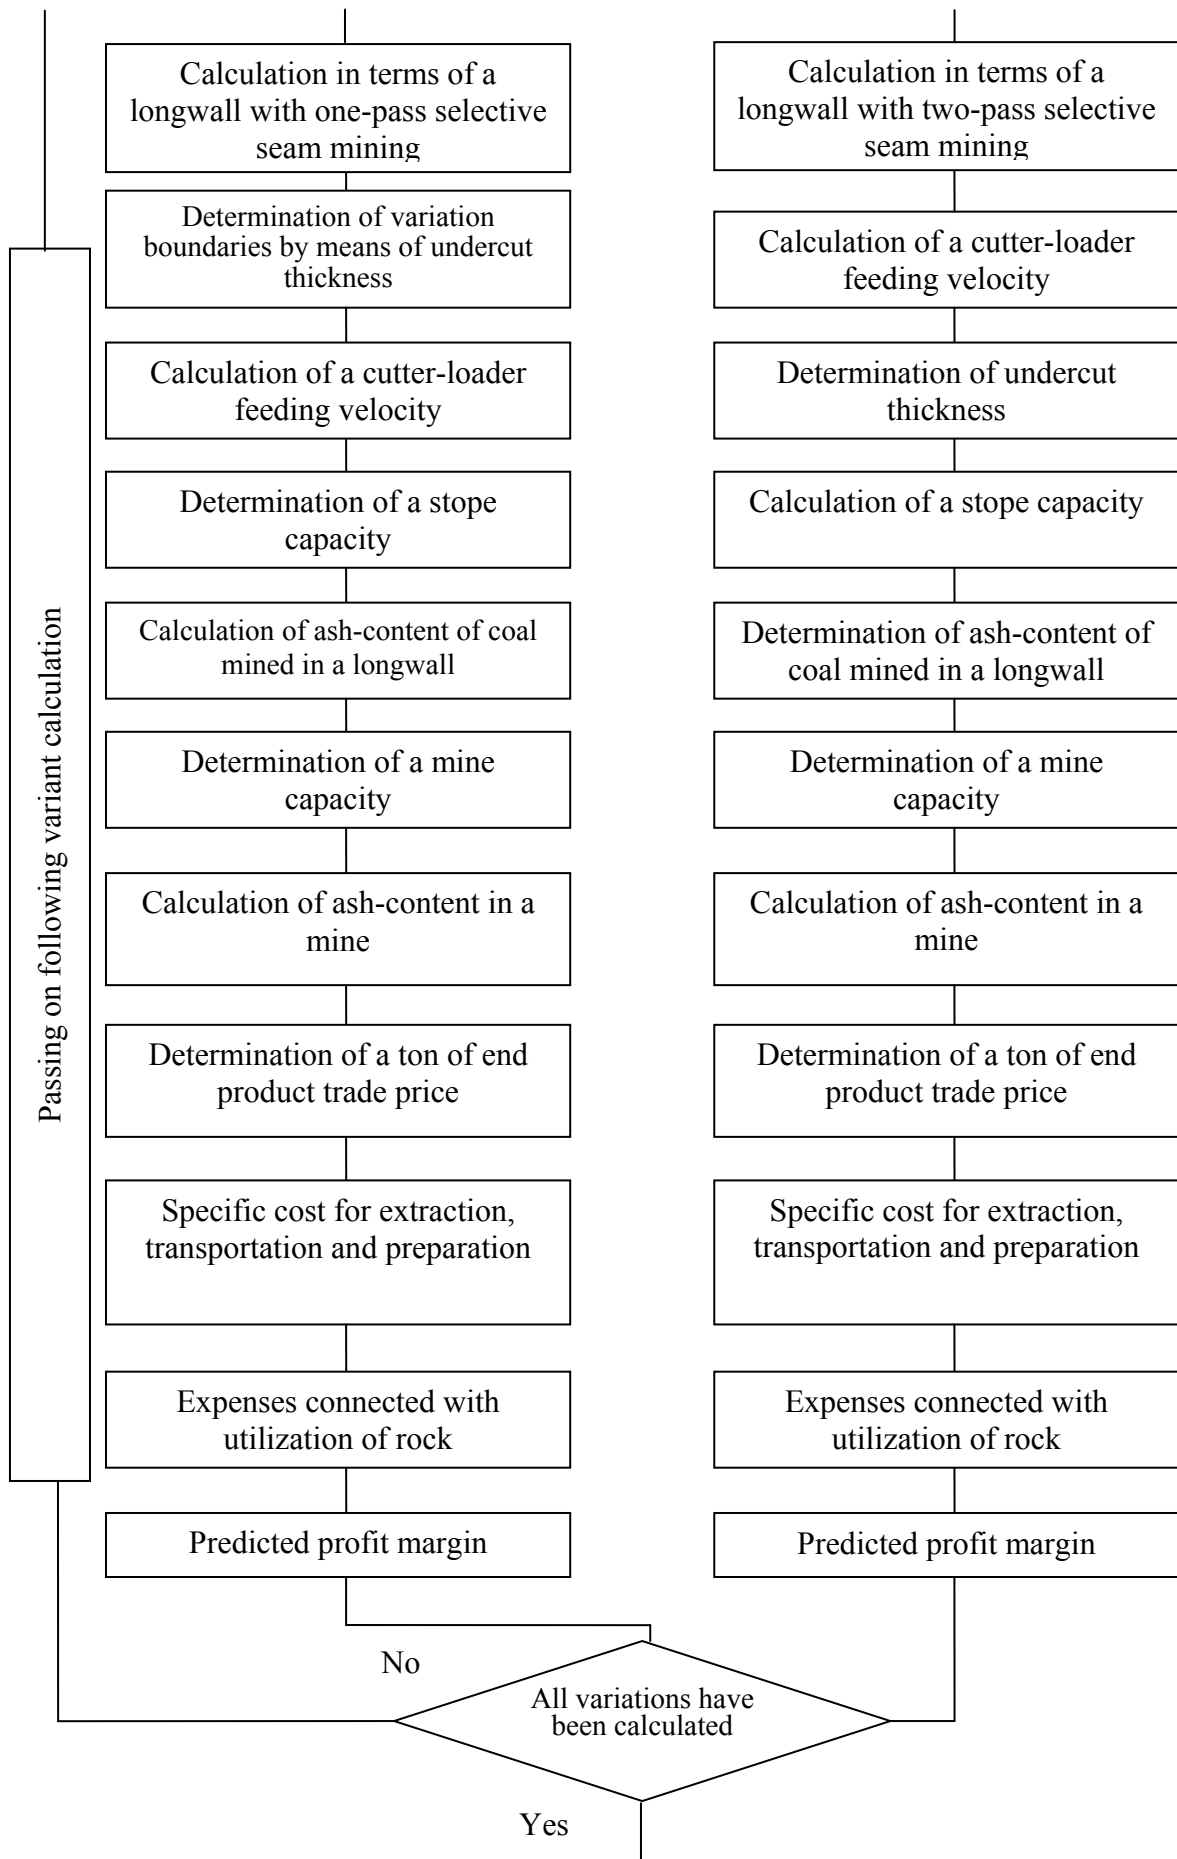 Passing on following variant calculation
Calculation in terms of a
longwall with one-pass selective
seam mining
Determination of variation
boundaries by means of undercut
thickness
Calculation of a cutter-loader
feeding velocity
Determination of a stope
capacity
Calculation of ash-content of coal
mined in a longwall
Determination of a mine
capacity
Calculation of ash-content in a
mine
Determination of a ton of end
product trade price
Specific cost for extraction,
transportation and preparation
Expenses connected with
utilization of rock
Predicted profit margin
Calculation in terms of a
longwall with two-pass selective
seam mining
Calculation of a cutter-loader
feeding velocity
Determination of undercut
thickness
Calculation of a stope capacity
Determination of ash-content of
coal mined in a longwall
Determination of a mine
capacity
Calculation of ash-content in a
mine
Determination of a ton of end
product trade price
Specific cost for extraction,
transportation and preparation
Expenses connected with
utilization of rock
Predicted profit margin
No
All variations have
been calculated
Yes